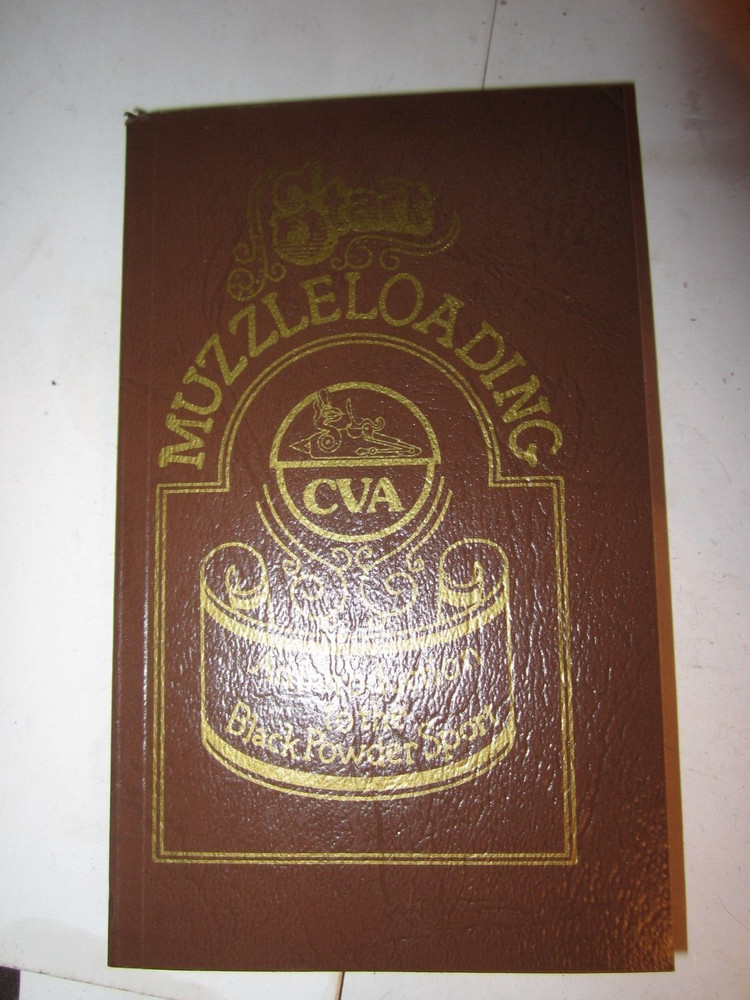 Start
MUZZLELOADING
CVA
An Introduction
to the
Black Powder Sport